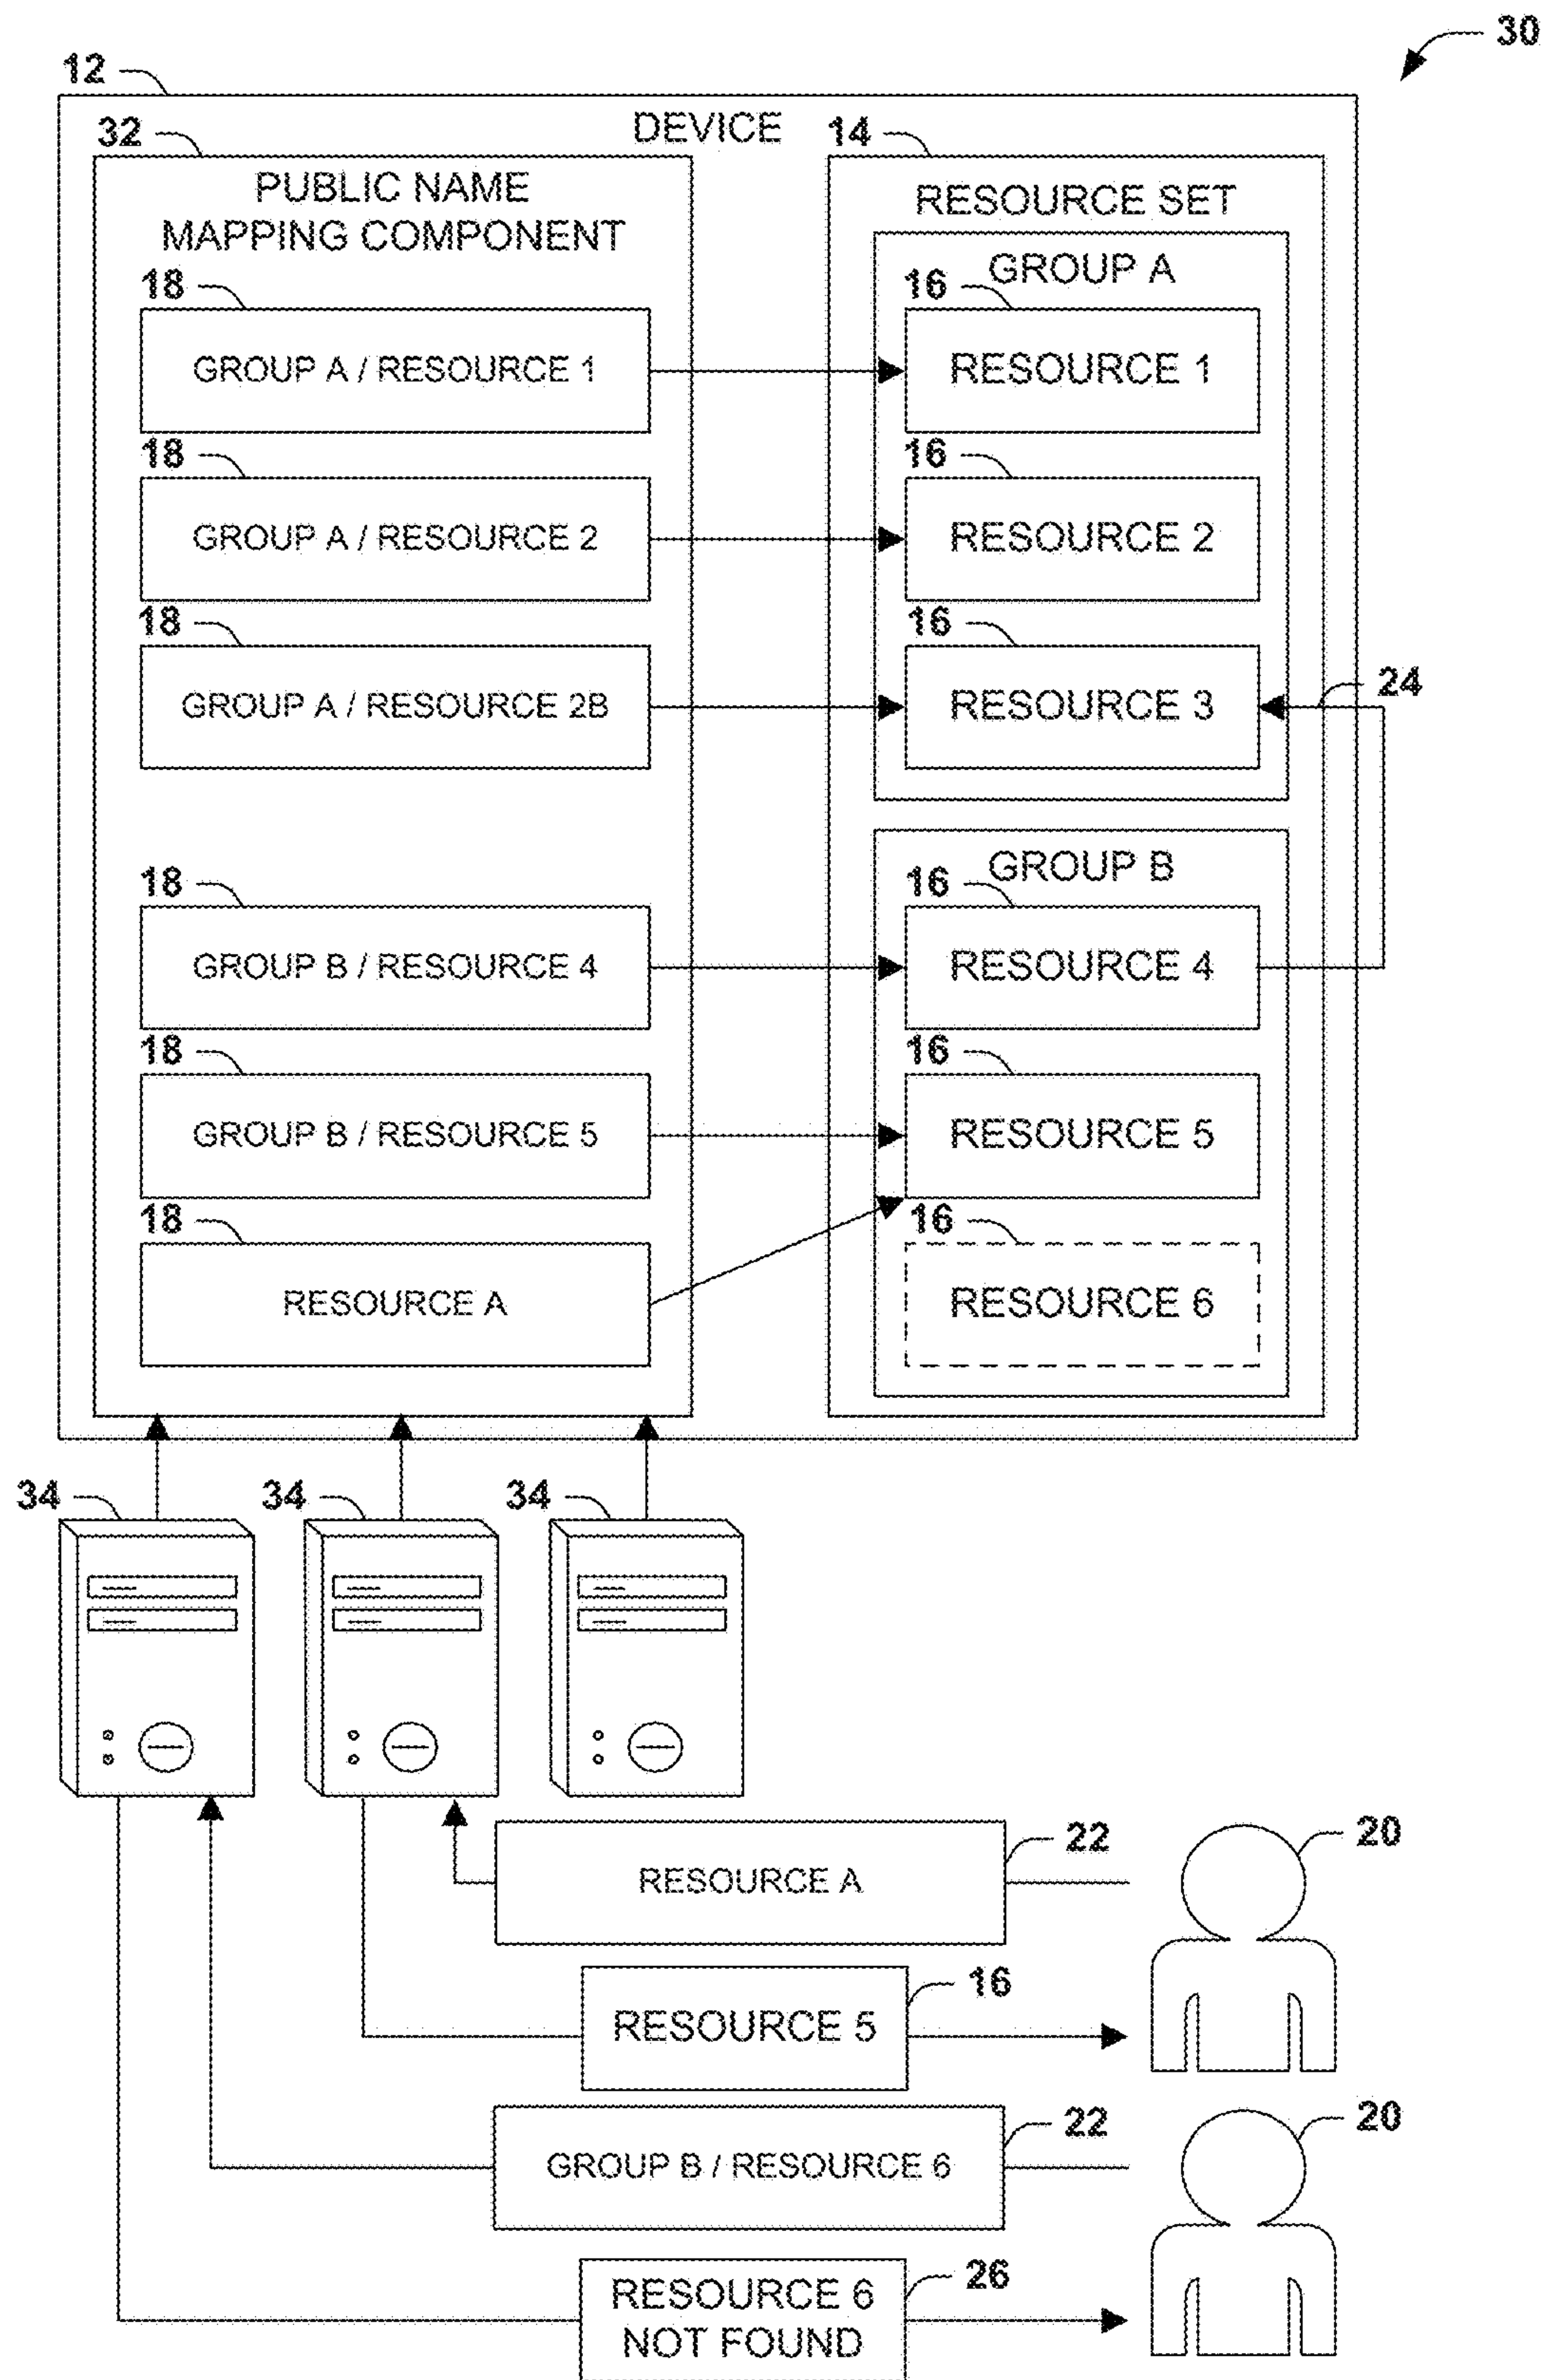 30
12
DEVICE
32
14
PUBLIC NAME
MAPPING COMPONENT
RESOURCE SET
GROUP A
18
16
GROUP A / RESOURCE 1
RESOURCE 1
18
16
GROUP A / RESOURCE 2
RESOURCE 2
18
16
GROUP A / RESOURCE 2B
RESOURCE 3
24
GROUP B
18
16
GROUP B / RESOURCE 4
RESOURCE 4
18
16
GROUP B / RESOURCE 5
RESOURCE 5
18
16
RESOURCE A
RESOURCE 6
34
34
34
22
20
RESOURCE A
16
RESOURCE 5
22
20
GROUP B / RESOURCE 6
26
RESOURCE 6
NOT FOUND